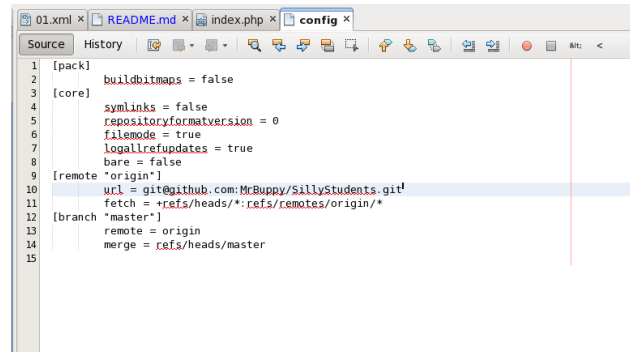 01.xml README.md index.php config
Source History &lt; <
1 [pack]
2 buildbitmaps = false
3 [core]
4 symlinks = false
5 repositoryformatversion = 0
6 filemode = true
7 logallrefupdates = true
8 bare = false
9 [remote "origin"]
10 url = git@github.com:MrBuppy/SillyStudents.git
11 fetch = +refs/heads/*:refs/remotes/origin/*
12 [branch "master"]
13 remote = origin
14 merge = refs/heads/master
15